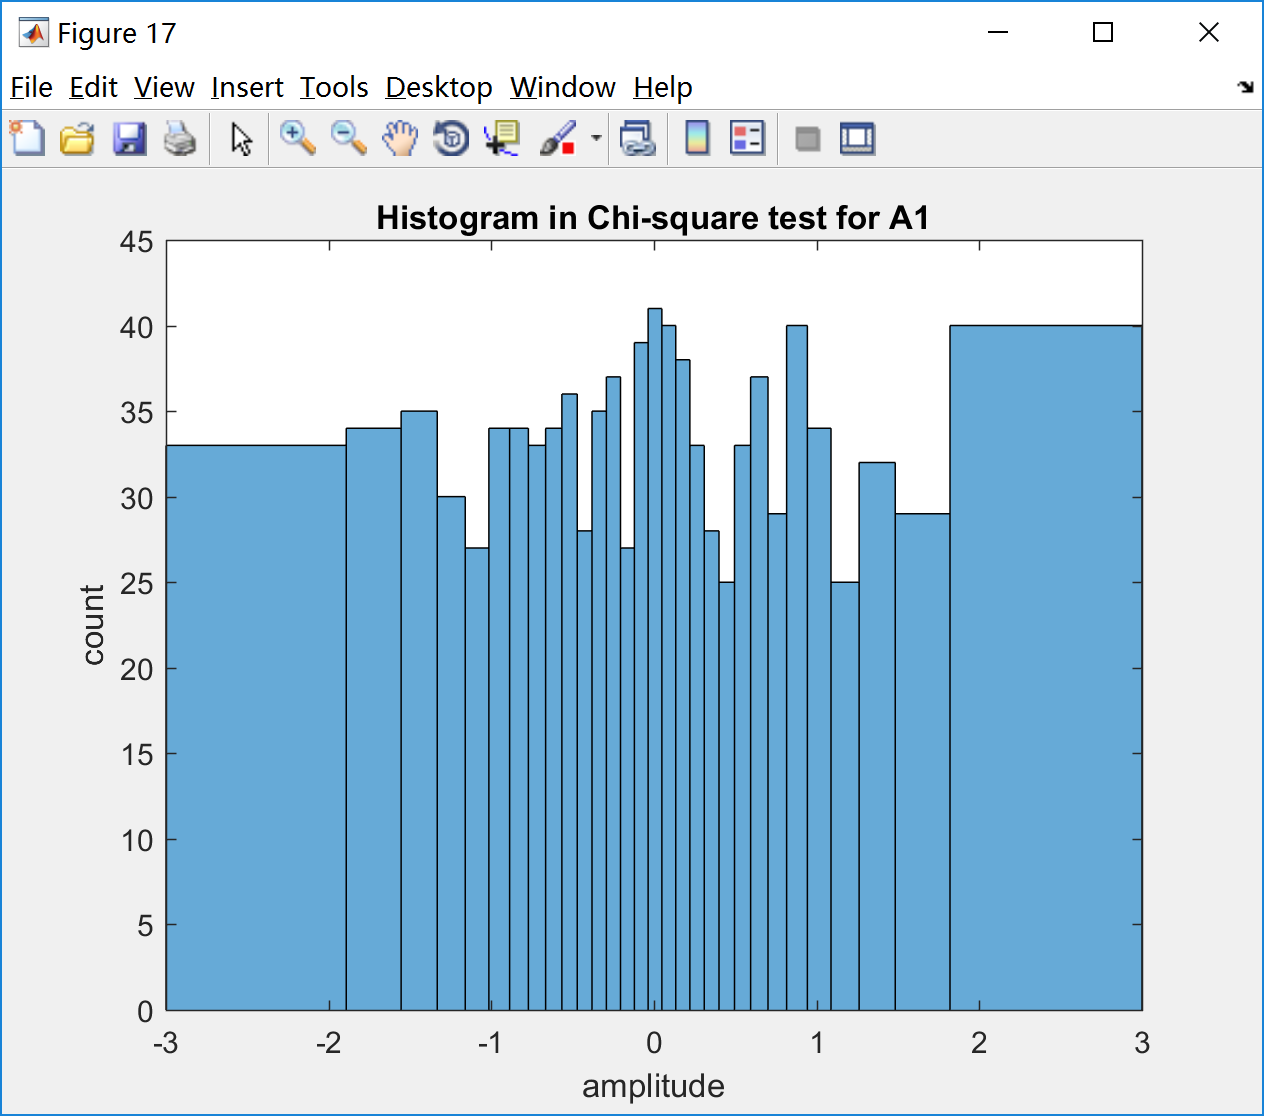 Figure 17
File Edit View Insert Tools Desktop Window Help
Histogram in Chi-square test for A1
45
40
35
30
25
20
15
10
5
0
-3 -2 -1 0 1 2 3
count
amplitude